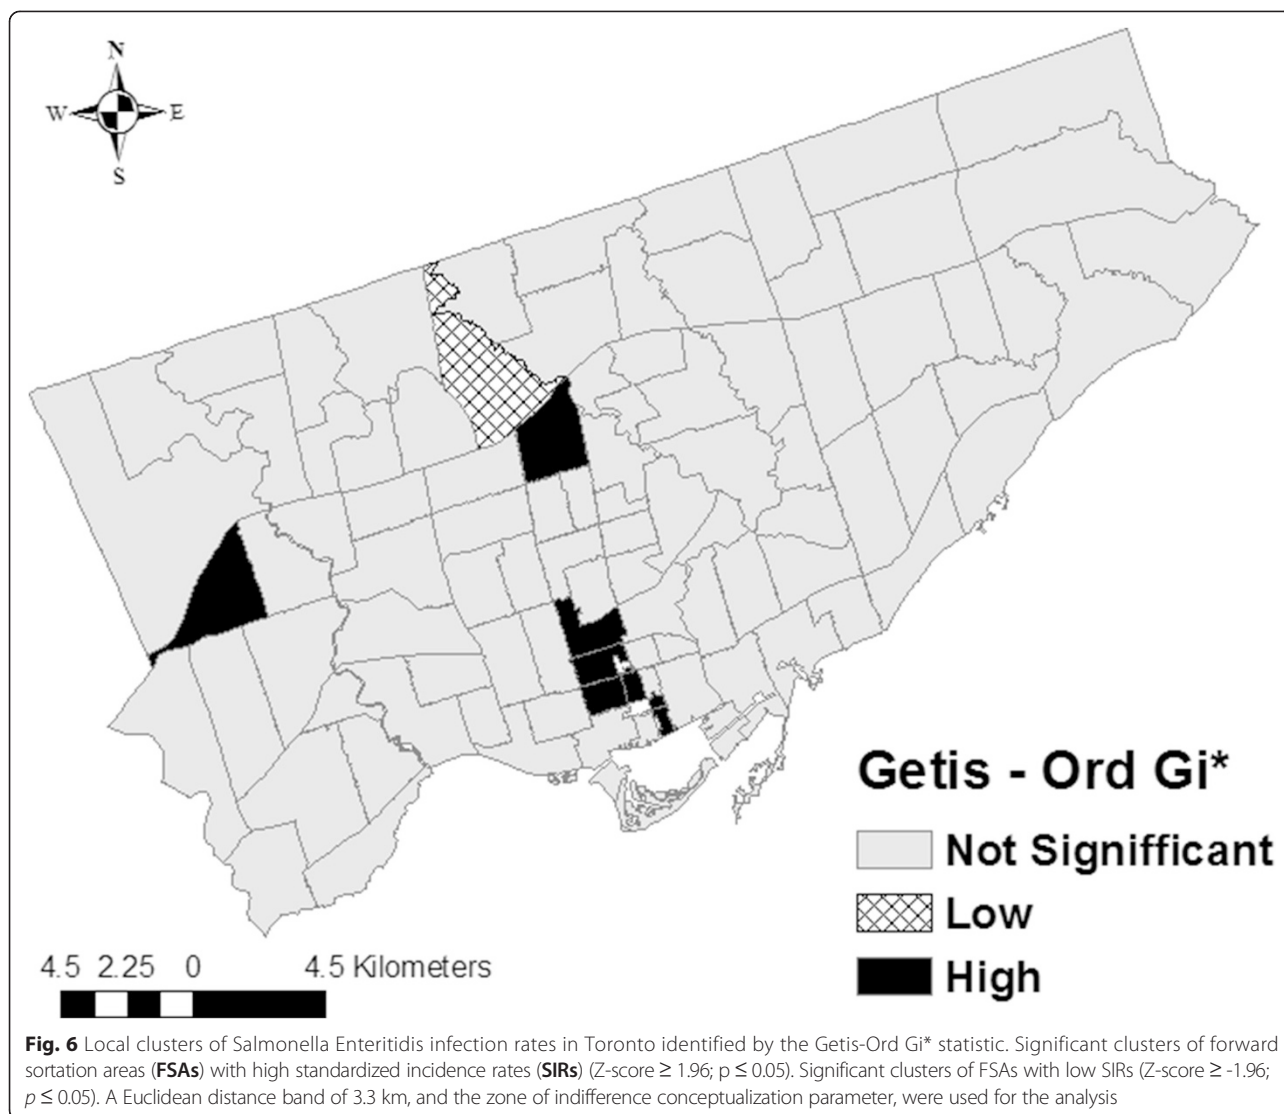 N
W E
S
Getis - Ord Gi*
Not Signifficant
Low
High
4.5 2.25 0 4.5 Kilometers
Fig. 6 Local clusters of Salmonella Enteritidis infection rates in Toronto identified by the Getis-Ord Gi* statistic. Significant clusters of forward
sortation areas (FSAs) with high standardized incidence rates (SIRs) (Z-score ≥ 1.96; p ≤ 0.05). Significant clusters of FSAs with low SIRs (Z-score ≥ -1.96;
p ≤ 0.05). A Euclidean distance band of 3.3 km, and the zone of indifference conceptualization parameter, were used for the analysis